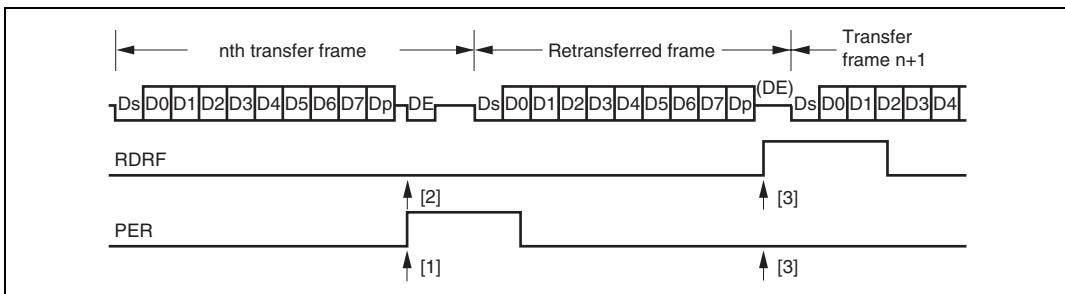 nth transfer frame Retransferred frame Transfer frame n+1
Ds D0 D1 D2 D3 D4 D5 D6 D7 Dp DE Ds D0 D1 D2 D3 D4 D5 D6 D7 Dp (DE) Ds D0 D1 D2 D3 D4
RDRF
[2] [3]
PER
[1] [3]